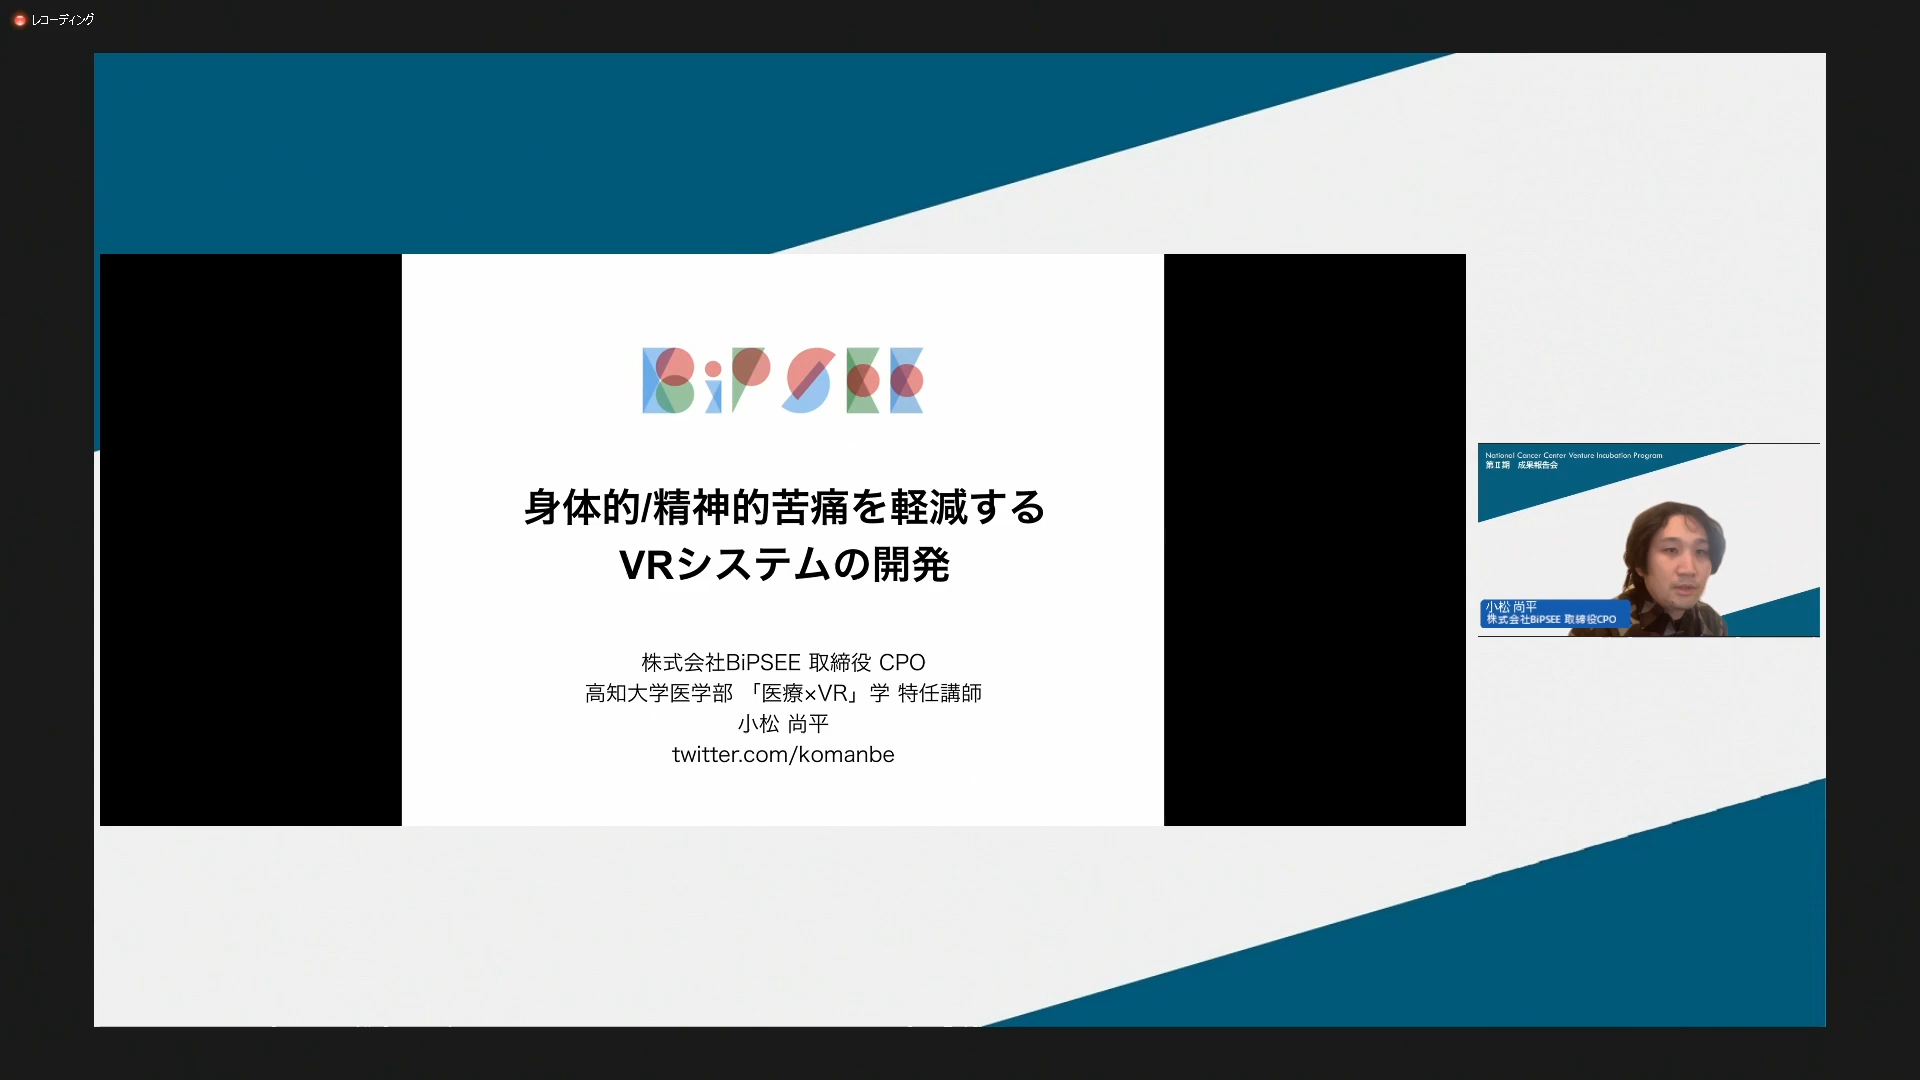 レコーディング
BiPSEE
身体的/精神的苦痛を軽減する
VRシステムの開発
株式会社BiPSEE 取締役 CPO
高知大学医学部 「医療×VR」学 特任講師
小松 尚平
twitter.com/komanbe
National Cancer Center Venture Incubation Program
第Ⅱ期　成果報告会
小松 尚平
株式会社BiPSEE 取締役CPO